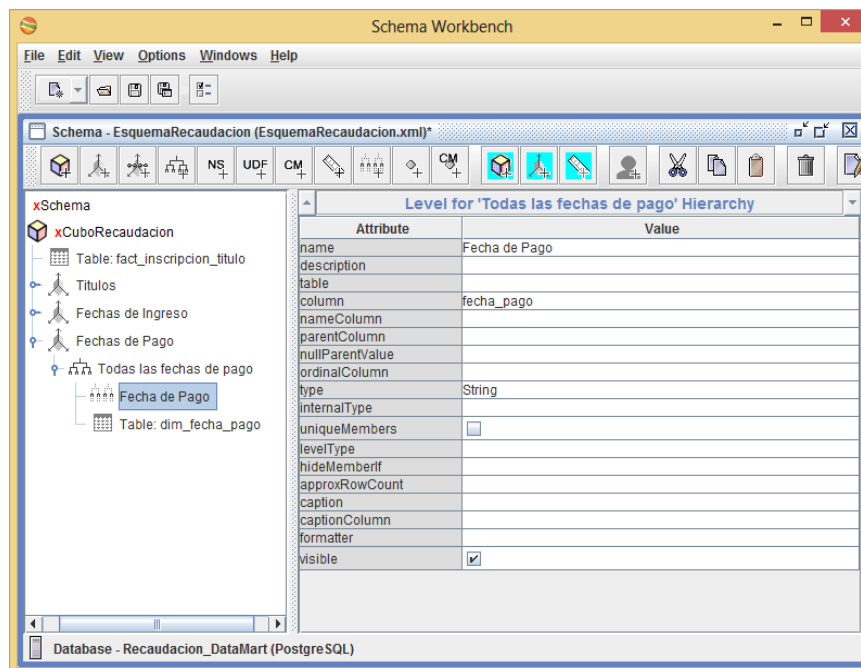 Schema Workbench
File Edit View Options Windows Help
Schema - EsquemaRecaudacion (EsquemaRecaudacion.xml)*
NS UDF CM CM
xSchema
xCuboRecaudacion
Table: fact_inscripcion_titulo
Titulos
Fechas de Ingreso
Fechas de Pago
Todas las fechas de pago
Fecha de Pago
Table: dim_fecha_pago
Level for 'Todas las fechas de pago' Hierarchy
Attribute Value
name Fecha de Pago
description
table
column fecha_pago
nameColumn
parentColumn
nullParentValue
ordinalColumn
type String
internalType
uniqueMembers
levelType
hideMemberIf
approxRowCount
caption
captionColumn
formatter
visible
Database - Recaudacion_DataMart (PostgreSQL)